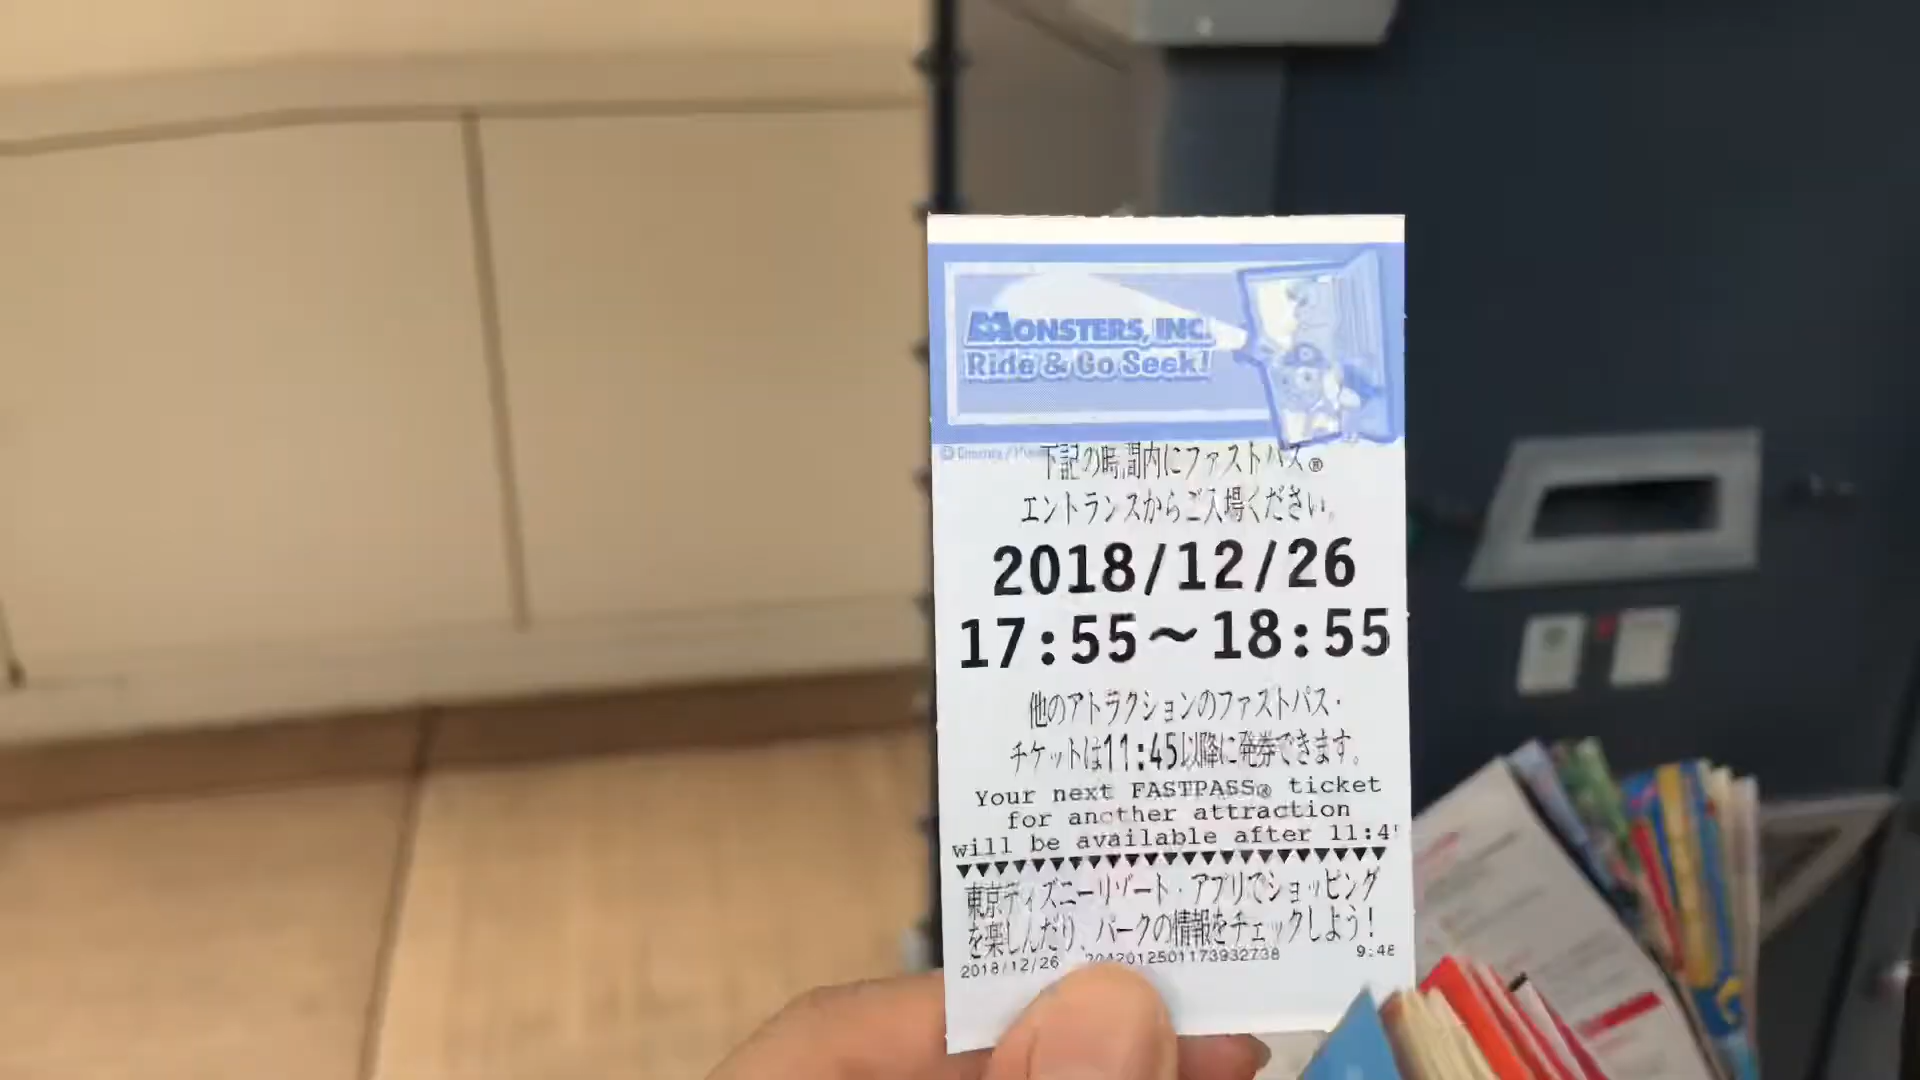 MONSTERS, INC.
Ride & Go Seek!
下記の時間内にファストパス®
エントランスからご入場ください。
2018/12/26
17:55～18:55
他のアトラクションのファストパス・
チケットは11:45以降に発券できます。
Your next FASTPASS® ticket
for another attraction
will be available after 11:4
▼▼▼▼▼▼▼▼▼▼▼▼▼▼▼▼▼▼▼▼▼▼▼▼
東京ディズニーリゾート・アプリでショッピング
を楽しんだり、パークの情報をチェックしよう!
2018/12/26